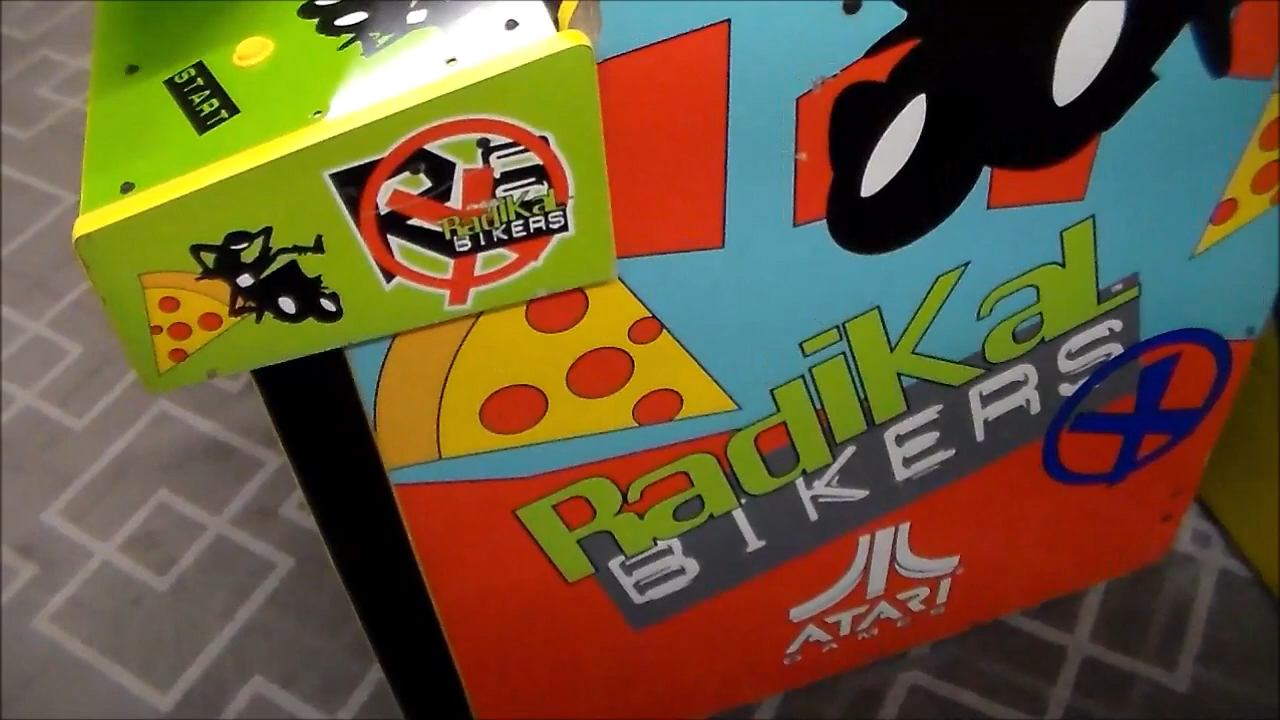 START
RadiKaL
BIKERS
RadiKaL
BIKERS
ATARI
GAMES